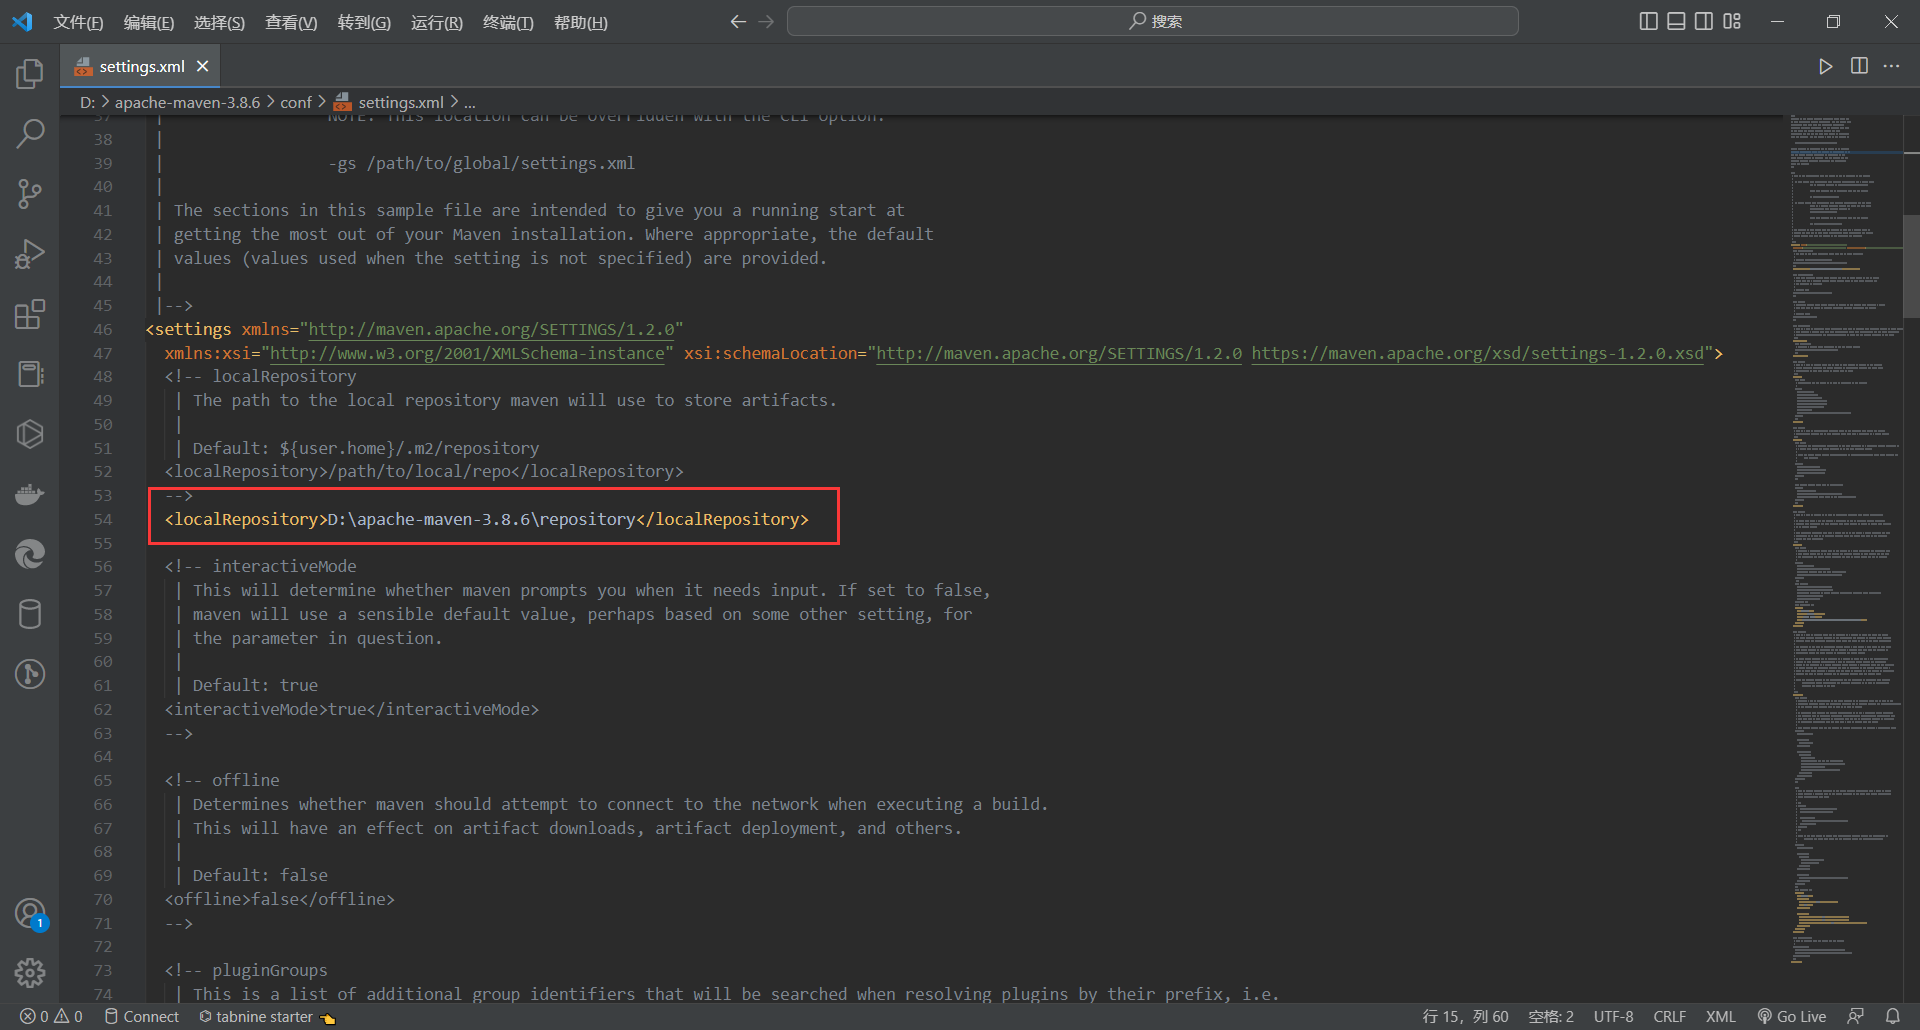 文件(F) 编辑(E) 选择(S) 查看(V) 转到(G) 运行(R) 终端(T) 帮助(H) 搜索
settings.xml
D: > apache-maven-3.8.6 > conf > settings.xml > ...
37 NOTE: This location can be overridden with the CLI option:
38 |
39 | -gs /path/to/global/settings.xml
40 |
41 | The sections in this sample file are intended to give you a running start at
42 | getting the most out of your Maven installation. Where appropriate, the default
43 | values (values used when the setting is not specified) are provided.
44 |
45 |-->
46 <settings xmlns="http://maven.apache.org/SETTINGS/1.2.0"
47 xmlns:xsi="http://www.w3.org/2001/XMLSchema-instance" xsi:schemaLocation="http://maven.apache.org/SETTINGS/1.2.0 https://maven.apache.org/xsd/settings-1.2.0.xsd">
48 <!-- localRepository
49 | The path to the local repository maven will use to store artifacts.
50 |
51 | Default: ${user.home}/.m2/repository
52 <localRepository>/path/to/local/repo</localRepository>
53 -->
54 <localRepository>D:\apache-maven-3.8.6\repository</localRepository>
55
56 <!-- interactiveMode
57 | This will determine whether maven prompts you when it needs input. If set to false,
58 | maven will use a sensible default value, perhaps based on some other setting, for
59 | the parameter in question.
60 |
61 | Default: true
62 <interactiveMode>true</interactiveMode>
63 -->
64
65 <!-- offline
66 | Determines whether maven should attempt to connect to the network when executing a build.
67 | This will have an effect on artifact downloads, artifact deployment, and others.
68 |
69 | Default: false
70 <offline>false</offline>
71 -->
72
73 <!-- pluginGroups
74 | This is a list of additional group identifiers that will be searched when resolving plugins by their prefix, i.e.
1
0 0 Connect tabnine starter 行 15, 列 60 空格: 2 UTF-8 CRLF XML Go Live